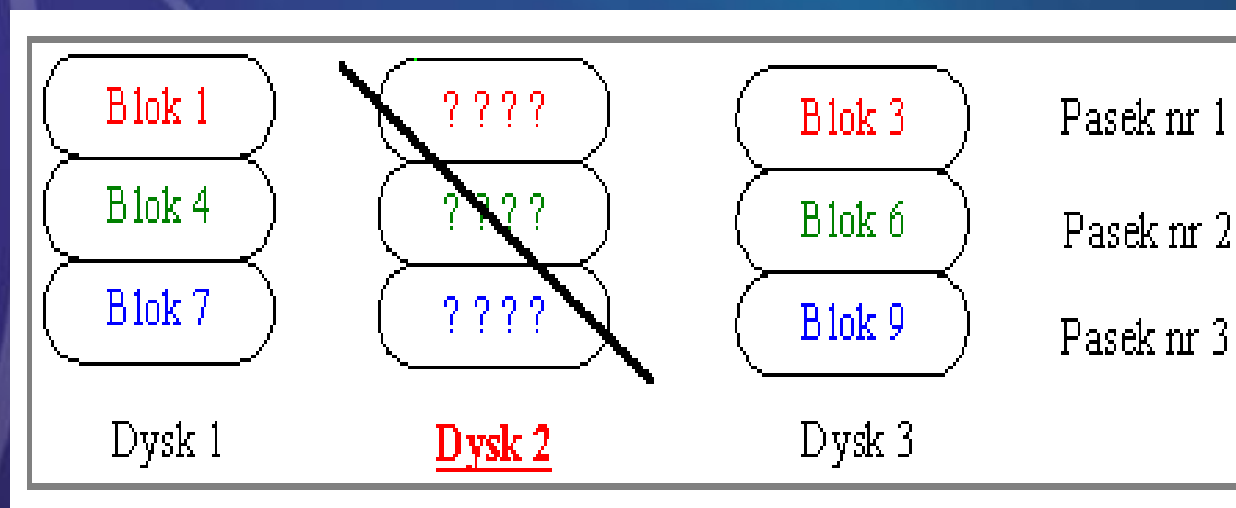 Blok 1 ???? Blok 3 Pasek nr 1
Blok 4 ???? Blok 6 Pasek nr 2
Blok 7 ???? Blok 9 Pasek nr 3
Dysk 1 Dysk 2 Dysk 3